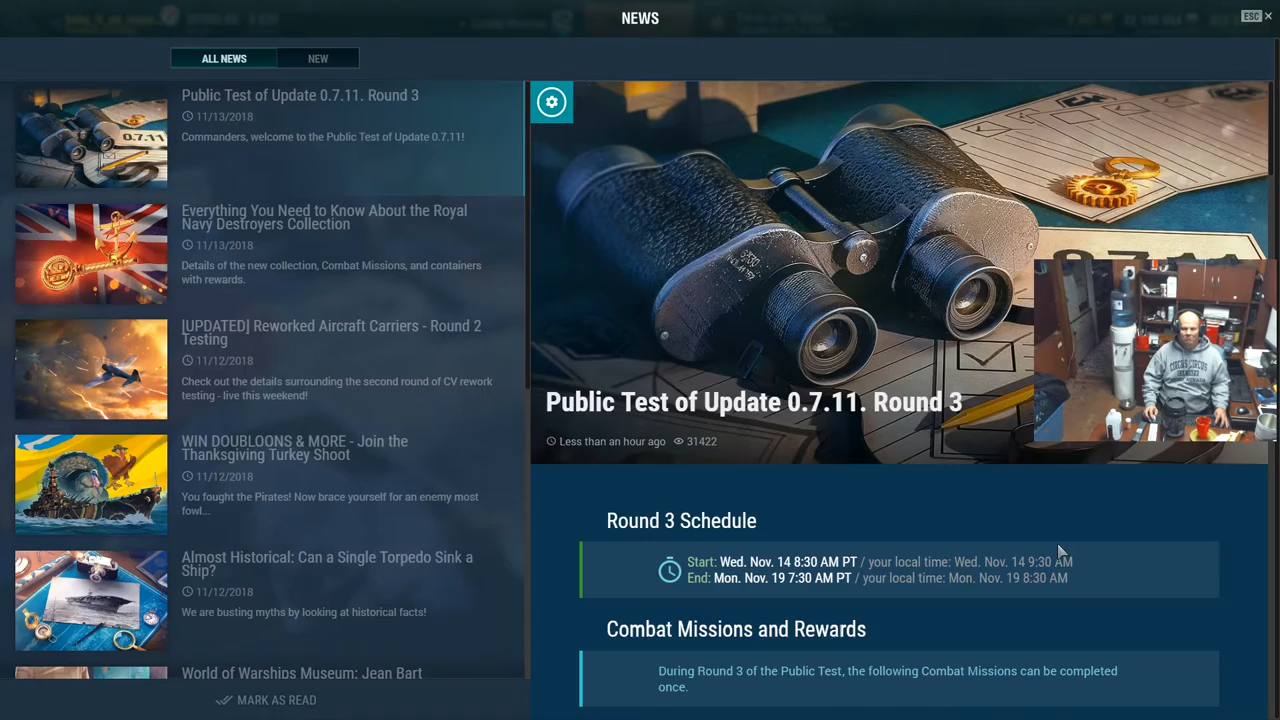 NEWS
ESC
ALL NEWS
NEW
Public Test of Update 0.7.11. Round 3
11/13/2018
Commanders, welcome to the Public Test of Update 0.7.11!
0.7.11
Everything You Need to Know About the Royal
Navy Destroyers Collection
11/13/2018
Details of the new collection, Combat Missions, and containers
with rewards.
[UPDATED] Reworked Aircraft Carriers - Round 2
Testing
11/12/2018
Check out the details surrounding the second round of CV rework
testing - live this weekend!
WIN DOUBLOONS & MORE - Join the
Thanksgiving Turkey Shoot
11/12/2018
You fought the Pirates! Now brace yourself for an enemy most
fowl...
Almost Historical: Can a Single Torpedo Sink a
Ship?
11/12/2018
We are busting myths by looking at historical facts!
World of Warships Museum: Jean Bart
MARK AS READ
Public Test of Update 0.7.11. Round 3
Less than an hour ago 31422
Round 3 Schedule
Start: Wed. Nov. 14 8:30 AM PT / your local time: Wed. Nov. 14 9:30 AM
End: Mon. Nov. 19 7:30 AM PT / your local time: Mon. Nov. 19 8:30 AM
Combat Missions and Rewards
During Round 3 of the Public Test, the following Combat Missions can be completed
once.
CIRCUS CIRCUS